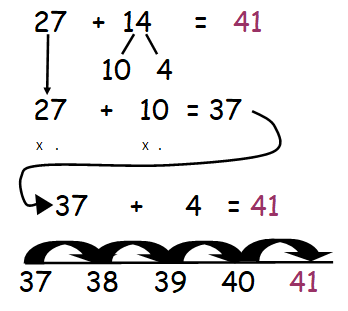 27 + 14 = 41
10 4
27 + 10 = 37
x . x .
37 + 4 = 41
37 38 39 40 41